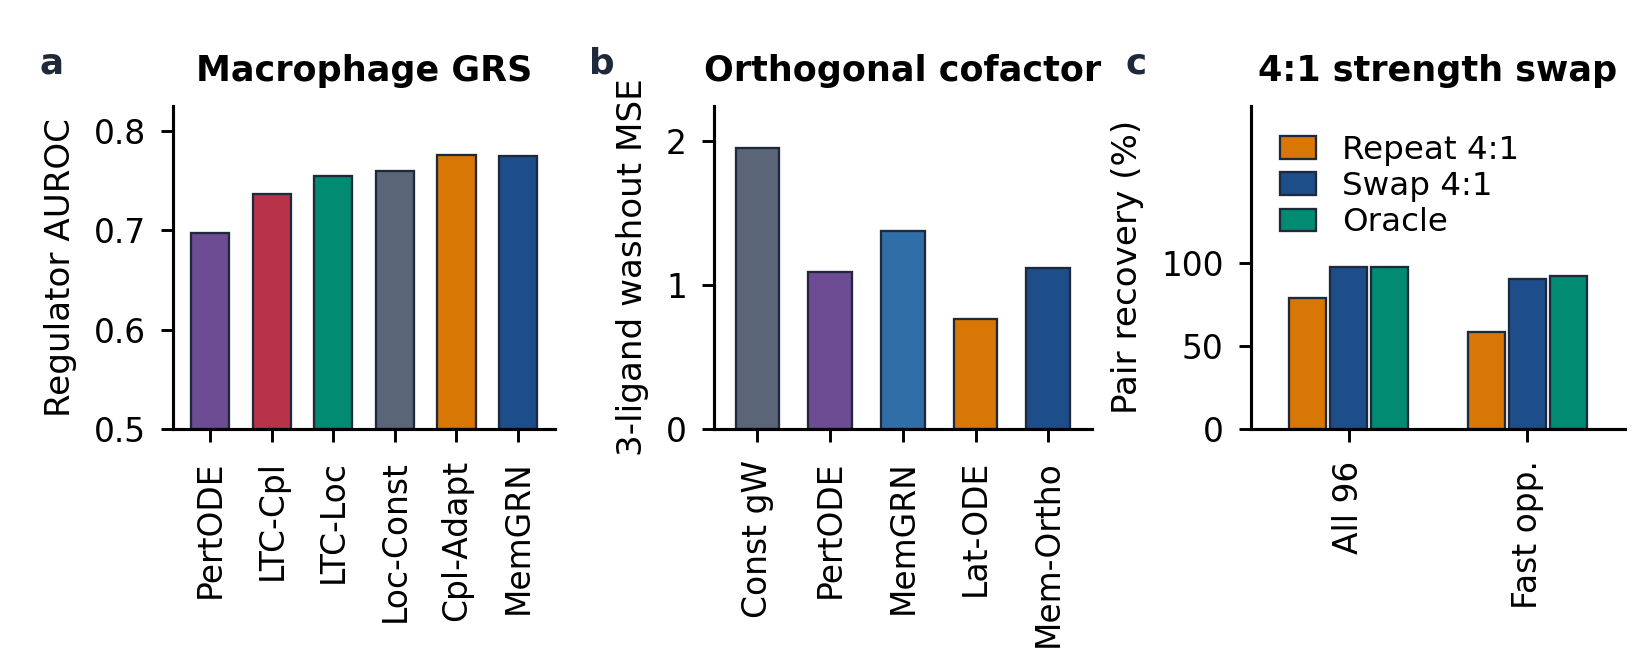 a
Macrophage GRS
Regulator AUROC
0.8
0.7
0.6
0.5
PertODE
LTC-Cpl
LTC-Loc
Loc-Const
Cpl-Adapt
MemGRN
b
Orthogonal cofactor
3-ligand washout MSE
2
1
0
Const gW
PertODE
MemGRN
Lat-ODE
Mem-Ortho
c
4:1 strength swap
Pair recovery (%)
Repeat 4:1
Swap 4:1
Oracle
100
50
0
All 96
Fast opp.